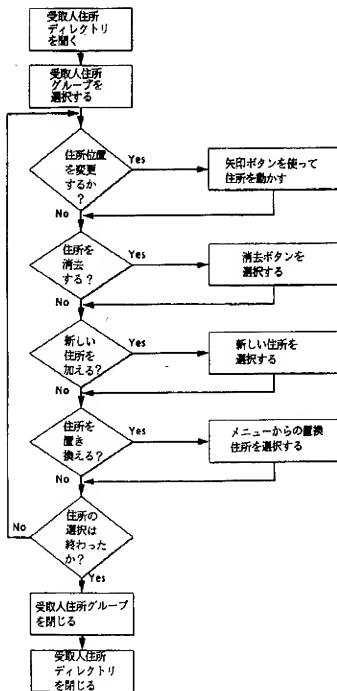 受取人住所
ディレクトリ
を開く
受取人住所
グループを
選択する
住所位置
を変更
するか
?
Yes
矢印ボタンを使って
住所を動かす
No
住所を
消去
する?
Yes
消去ボタンを
選択する
No
新しい
住所を
加える?
Yes
新しい住所を
選択する
No
住所を
置き
換える?
Yes
メニューからの置換
住所を選択する
No
住所の
選択は
終わった
か?
No
Yes
受取人住所グループ
を閉じる
受取人住所
ディレクトリ
を閉じる